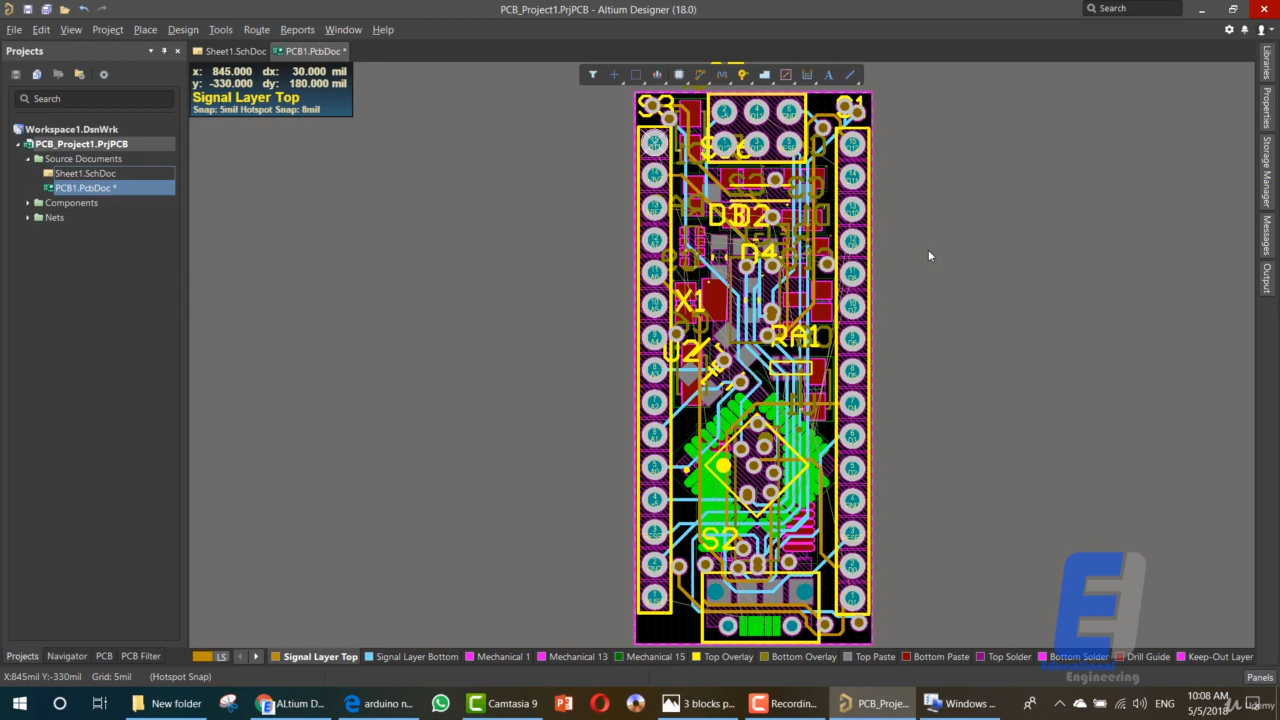 PCB_Project1.PrjPCB - Altium Designer (18.0)
Search
File Edit View Project Place Design Tools Route Reports Window Help
Projects
Sheet1.SchDoc
PCB1.PcbDoc *
x: 845.000 dx: 30.000 mil
y: -330.000 dy: 180.000 mil
Signal Layer Top
Snap: 5mil Hotspot Snap: 8mil
Search
Workspace1.DsnWrk
PCB_Project1.PrjPCB
Source Documents
Sheet1.SchDoc
PCB1.PcbDoc *
Components
Nets
Libraries
Properties
Storage Manager
Messages
Output
S3
S1
D3
D2
D4
X1
RA1
U2
S2
Educational
Engineering
Projects Navigator PCB PCB Filter
LS
Signal Layer Top Signal Layer Bottom Mechanical 1 Mechanical 13 Mechanical 15 Top Overlay Bottom Overlay Top Paste Bottom Paste Top Solder Bottom Solder Drill Guide Keep-Out Layer
X:845mil Y:-330mil Grid: 5mil (Hotspot Snap)
Panels
New folder
ALtium D...
arduino n...
Camtasia 9
3 blocks p...
Recordin...
PCB_Proje...
Windows ...
ENG
10:08 AM
5/5/2018
Udemy